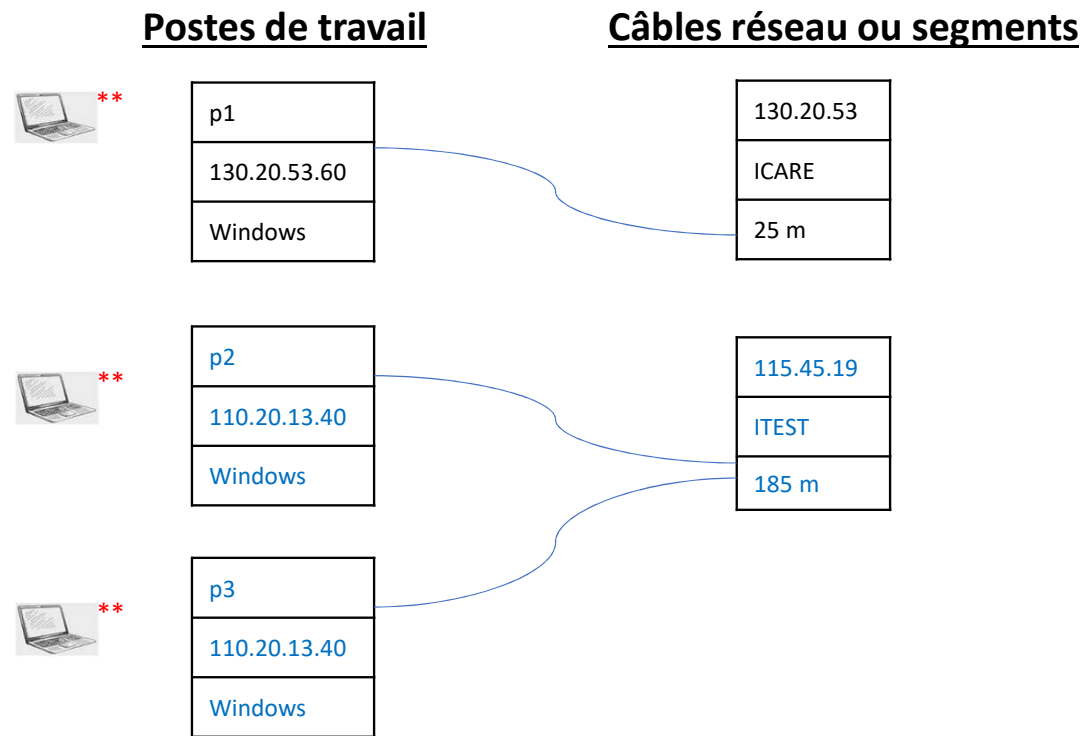 Postes de travail
Câbles réseau ou segments
**
p1
130.20.53.60
Windows
130.20.53
ICARE
25 m
**
p2
110.20.13.40
Windows
115.45.19
ITEST
185 m
**
p3
110.20.13.40
Windows